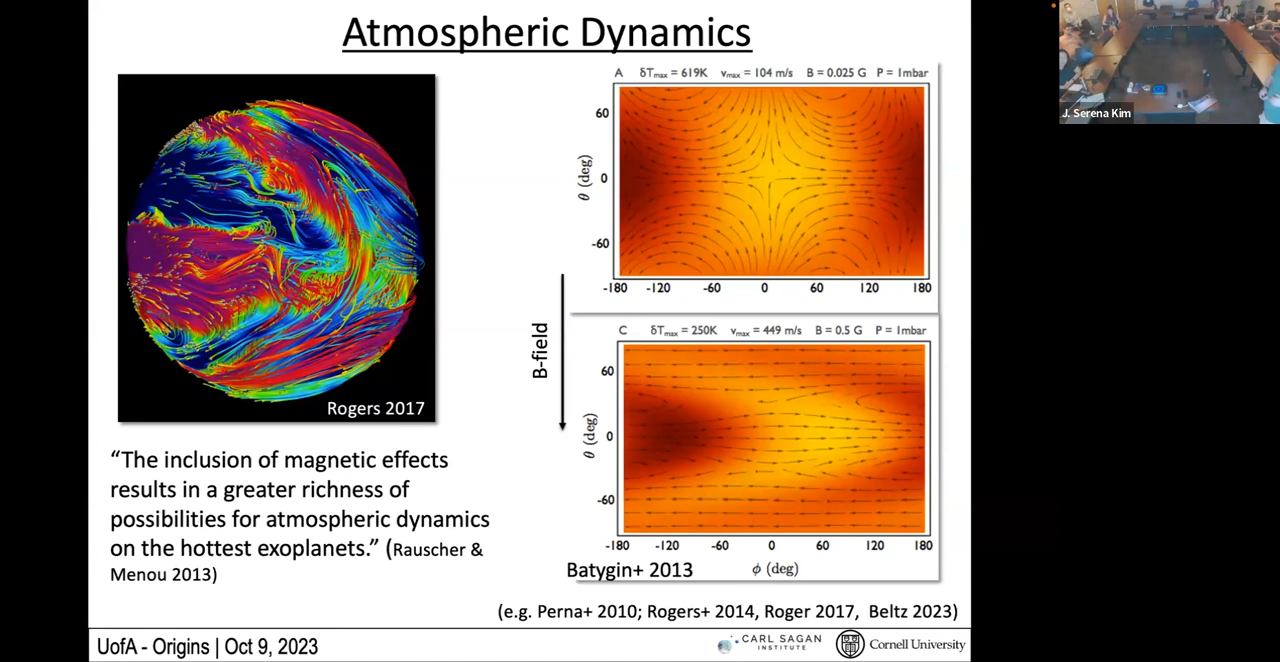 Atmospheric Dynamics
Rogers 2017
“The inclusion of magnetic effects
results in a greater richness of
possibilities for atmospheric dynamics
on the hottest exoplanets.” (Rauscher &
Menou 2013)
B-field
A δTmax = 619K vmax = 104 m/s B = 0.025 G P = 1mbar
θ (deg)
60
0
-60
-180 -120 -60 0 60 120 180
C δTmax = 250K vmax = 449 m/s B = 0.5 G P = 1mbar
θ (deg)
60
0
-60
-180 -120 -60 0 60 120 180
Batygin+ 2013 ϕ (deg)
(e.g. Perna+ 2010; Rogers+ 2014, Roger 2017, Beltz 2023)
UofA - Origins | Oct 9, 2023
CARL SAGAN
INSTITUTE
Cornell University
J. Serena Kim